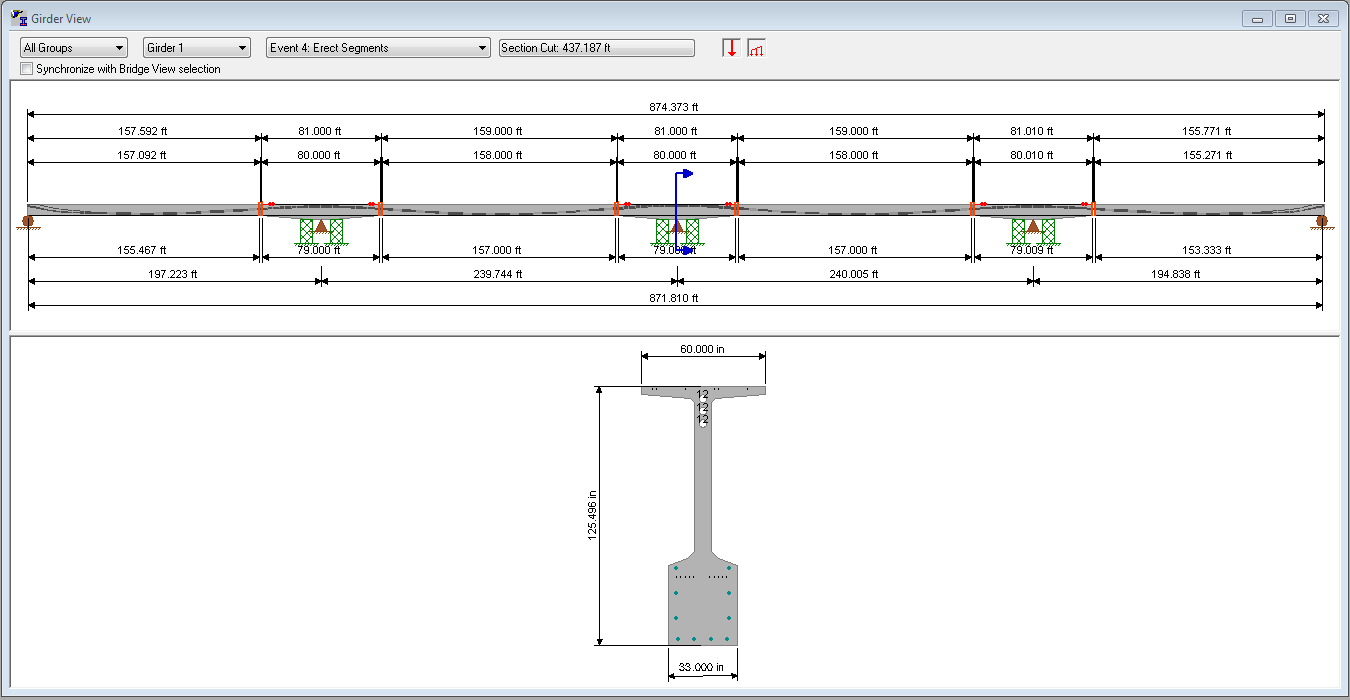 Girder View
All Groups Girder 1 Event 4: Erect Segments Section Cut: 437.187 ft
Synchronize with Bridge View selection
874.373 ft
157.592 ft 81.000 ft 159.000 ft 81.000 ft 159.000 ft 81.010 ft 155.771 ft
157.092 ft 80.000 ft 158.000 ft 80.000 ft 158.000 ft 80.010 ft 155.271 ft
155.467 ft 79.000 ft 157.000 ft ft 157.000 ft 79.009 ft 153.333 ft
197.223 ft 239.744 ft 240.005 ft 194.838 ft
871.810 ft
60.000 in
12
12
12
125.496 in
33.000 in